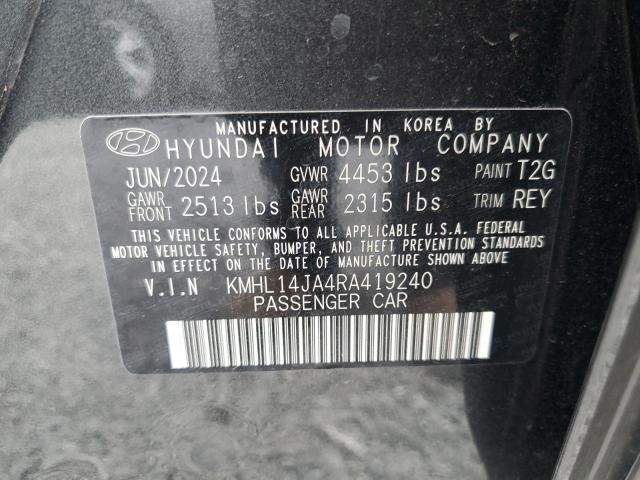 MANUFACTURED IN KOREA BY
HYUNDAI MOTOR COMPANY
JUN/2024 GVWR 4453 lbs PAINT T2G
GAWR FRONT 2513 lbs GAWR REAR 2315 lbs TRIM REY
THIS VEHICLE CONFORMS TO ALL APPLICABLE U.S.A. FEDERAL
MOTOR VEHICLE SAFETY, BUMPER, AND THEFT PREVENTION STANDARDS
IN EFFECT ON THE DATE OF MANUFACTURE SHOWN ABOVE.
V.I.N KMHL14JA4RA419240
PASSENGER CAR